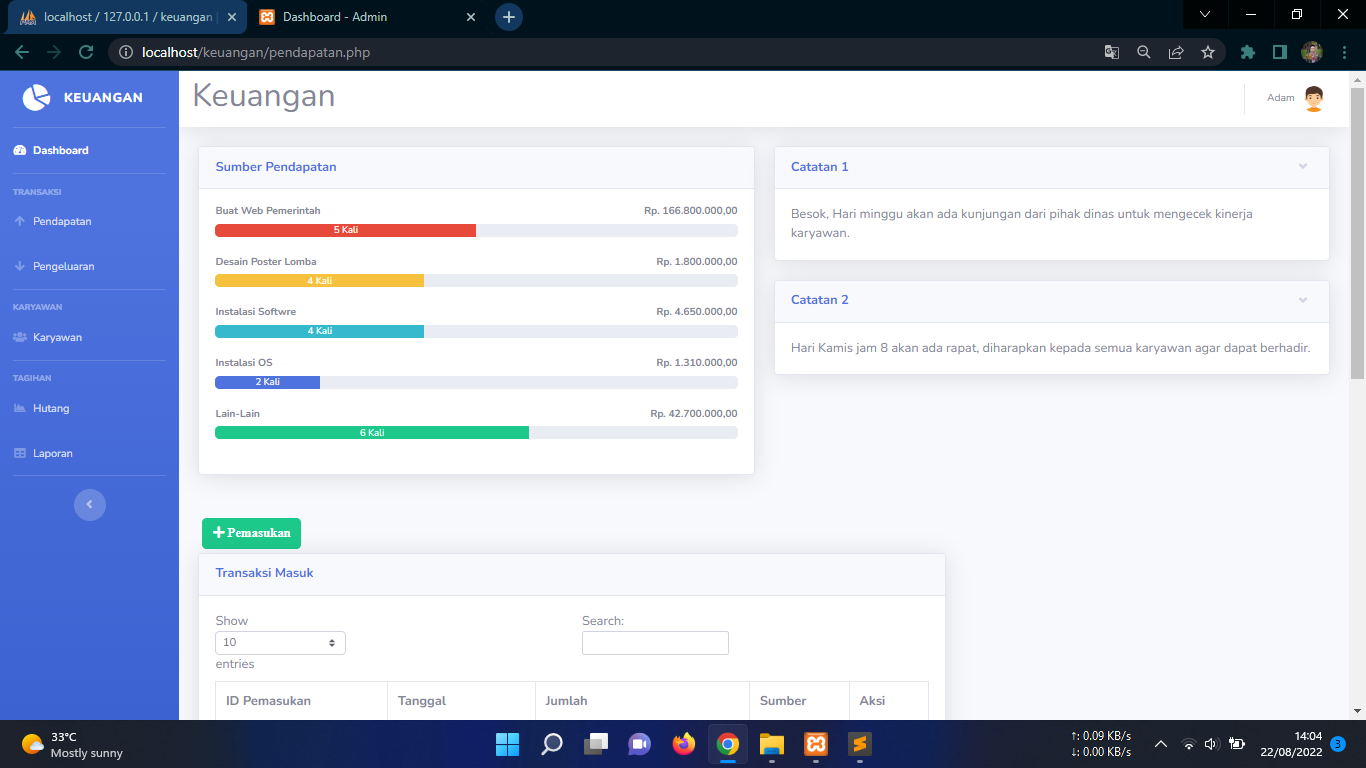 localhost / 127.0.0.1 / keuangan |
Dashboard - Admin
localhost/keuangan/pendapatan.php
KEUANGAN
Dashboard
TRANSAKSI
Pendapatan
Pengeluaran
KARYAWAN
Karyawan
TAGIHAN
Hutang
Laporan
Keuangan
Adam
Sumber Pendapatan
Buat Web Pemerintah Rp. 166.800.000,00
5 Kali
Desain Poster Lomba Rp. 1.800.000,00
4 Kali
Instalasi Softwre Rp. 4.650.000,00
4 Kali
Instalasi OS Rp. 1.310.000,00
2 Kali
Lain-Lain Rp. 42.700.000,00
6 Kali
Catatan 1
Besok, Hari minggu akan ada kunjungan dari pihak dinas untuk mengecek kinerja
karyawan.
Catatan 2
Hari Kamis jam 8 akan ada rapat, diharapkan kepada semua karyawan agar dapat berhadir.
Pemasukan
Transaksi Masuk
Show
10
entries
Search:
ID Pemasukan Tanggal Jumlah Sumber Aksi
33°C
Mostly sunny
↑: 0.09 KB/s
↓: 0.00 KB/s
14:04
22/08/2022
3